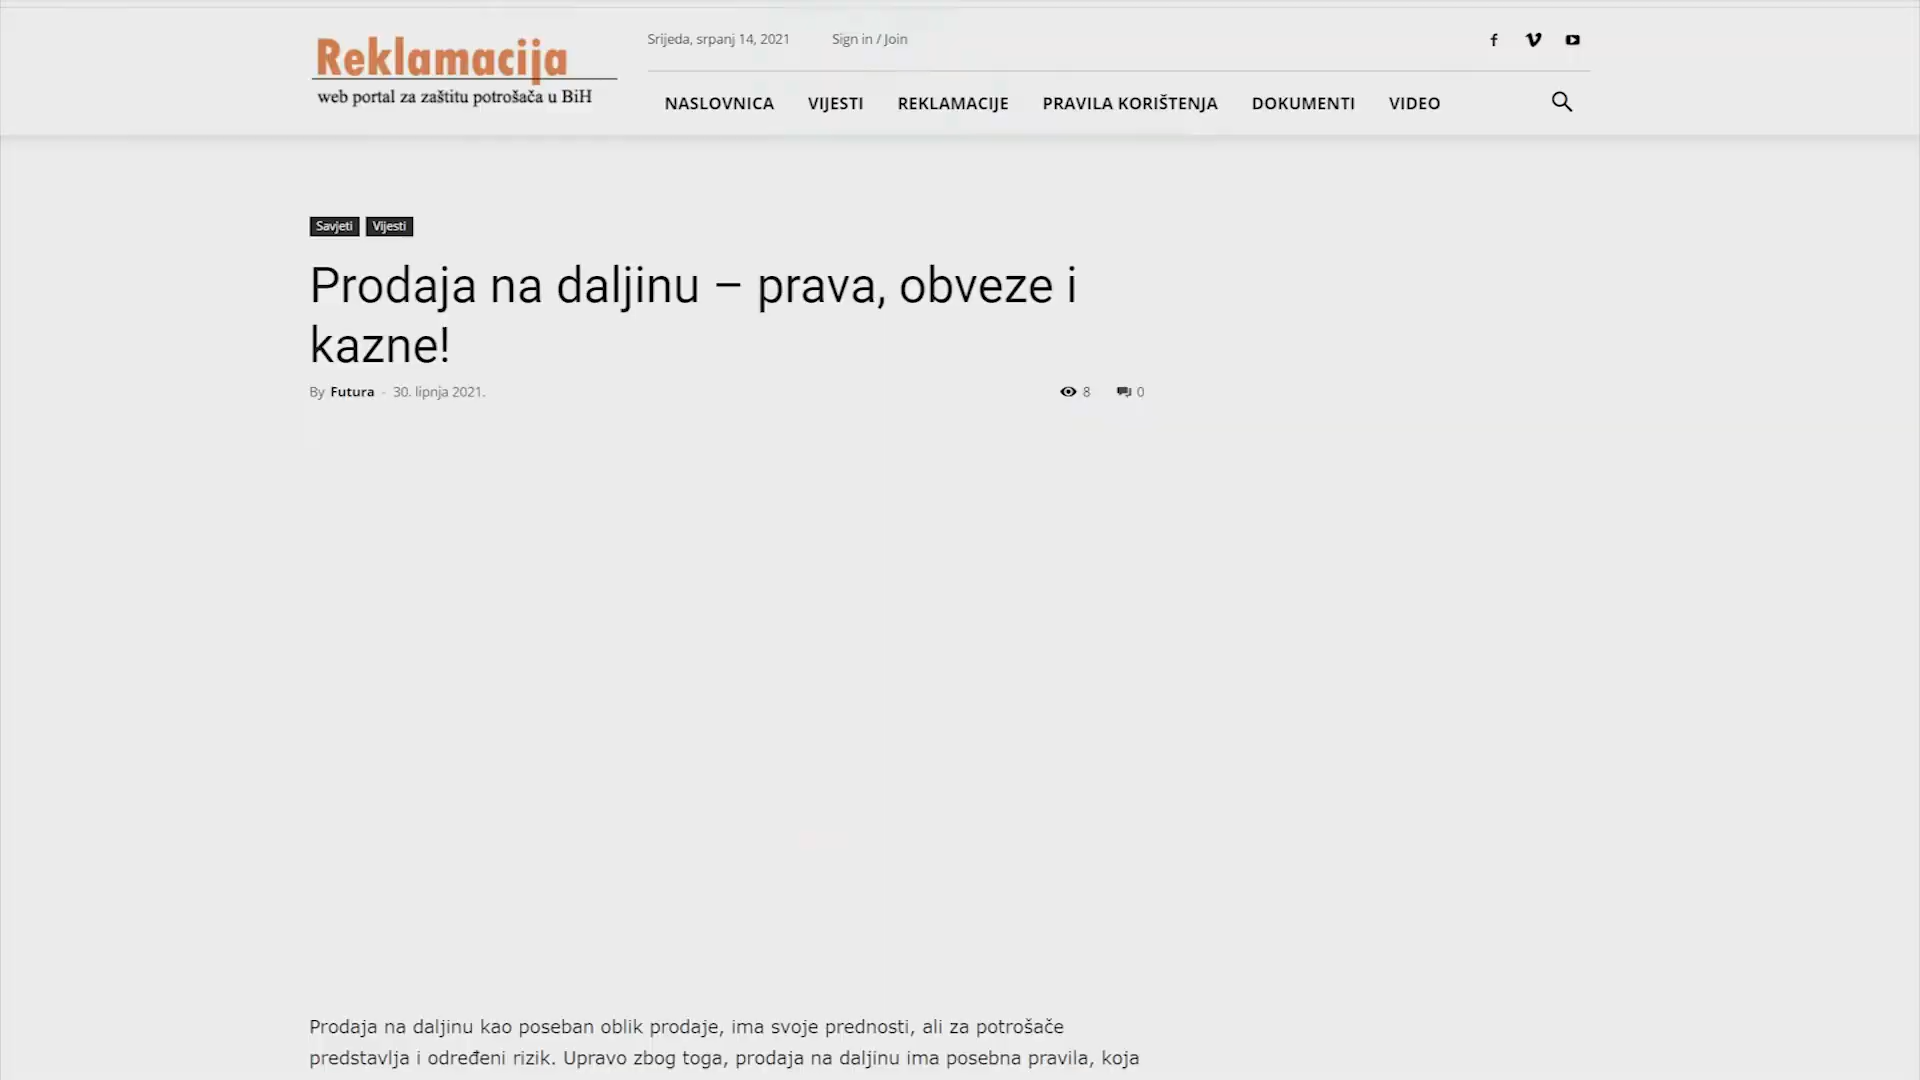 Reklamacija
web portal za zaštitu potrošača u BiH
Srijeda, srpanj 14, 2021
Sign in / Join
NASLOVNICA
VIJESTI
REKLAMACIJE
PRAVILA KORIŠTENJA
DOKUMENTI
VIDEO
Savjeti
Vijesti
Prodaja na daljinu – prava, obveze i
kazne!
By Futura - 30. lipnja 2021.
8
0
Prodaja na daljinu kao poseban oblik prodaje, ima svoje prednosti, ali za potrošače
predstavlja i određeni rizik. Upravo zbog toga, prodaja na daljinu ima posebna pravila, koja